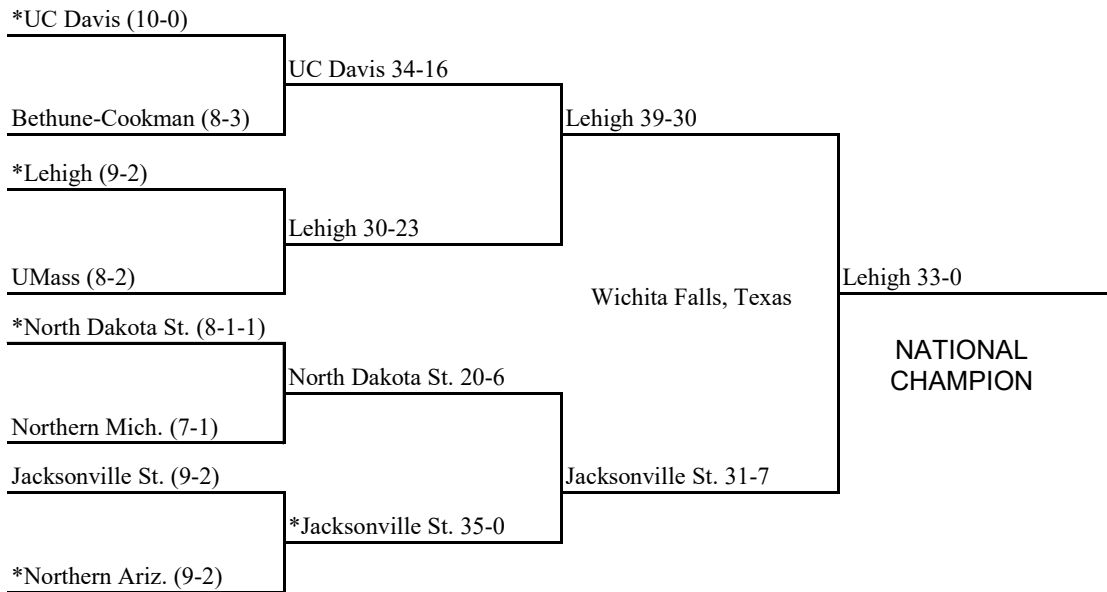 *UC Davis (10-0)
UC Davis 34-16
Bethune-Cookman (8-3)
Lehigh 39-30
*Lehigh (9-2)
Lehigh 30-23
UMass (8-2)
Lehigh 33-0
Wichita Falls, Texas
*North Dakota St. (8-1-1)
NATIONAL
CHAMPION
North Dakota St. 20-6
Northern Mich. (7-1)
Jacksonville St. (9-2)
Jacksonville St. 31-7
*Jacksonville St. 35-0
*Northern Ariz. (9-2)